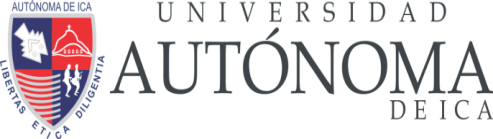 AUTÓNOMA DE ICA
LIBERTAS ETICA DILIGENTIA
UNIVERSIDAD
AUTÓNOMA
DE ICA